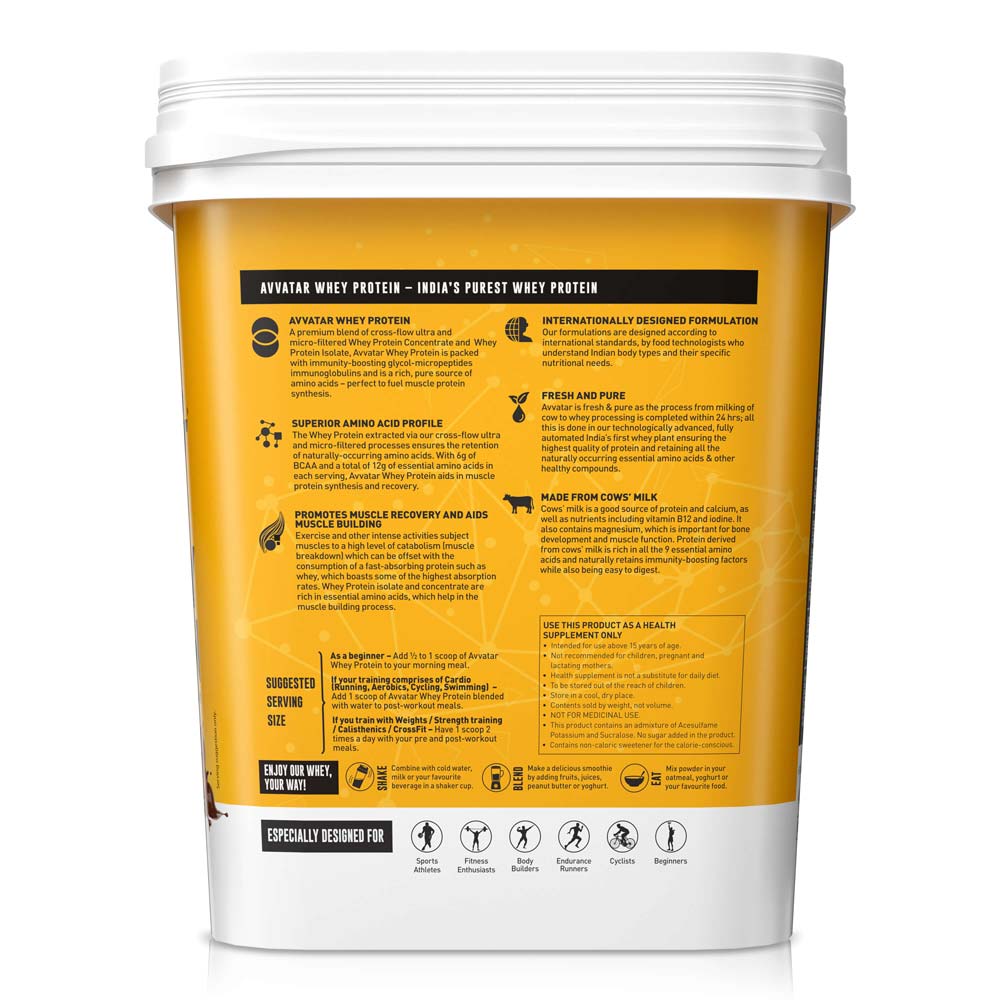 AVVATAR WHEY PROTEIN – INDIA'S PUREST WHEY PROTEIN
AVVATAR WHEY PROTEIN
A premium blend of cross-flow ultra and
micro-filtered Whey Protein Concentrate and Whey
Protein Isolate, Avvatar Whey Protein is packed
with immunity-boosting glycol-micropeptides
immunoglobulins and is a rich, pure source of
amino acids – perfect to fuel muscle protein
synthesis.
SUPERIOR AMINO ACID PROFILE
The Whey Protein extracted via our cross-flow ultra
and micro-filtered processes ensures the retention
of naturally-occurring amino acids. With 6g of
BCAA and a total of 12g of essential amino acids in
each serving, Avvatar Whey Protein aids in muscle
protein synthesis and recovery.
PROMOTES MUSCLE RECOVERY AND AIDS
MUSCLE BUILDING
Exercise and other intense activities subject
muscles to a high level of catabolism (muscle
breakdown) which can be offset with the
consumption of a fast-absorbing protein such as
whey, which boasts some of the highest absorption
rates. Whey Protein isolate and concentrate are
rich in essential amino acids, which help in the
muscle building process.
INTERNATIONALLY DESIGNED FORMULATION
Our formulations are designed according to
international standards, by food technologists who
understand Indian body types and their specific
nutritional needs.
FRESH AND PURE
Avvatar is fresh & pure as the process from milking of
cow to whey processing is completed within 24 hrs; all
this is done in our technologically advanced, fully
automated India's first whey plant ensuring the
highest quality of protein and retaining all the
naturally occurring essential amino acids & other
healthy compounds.
MADE FROM COWS' MILK
Cows' milk is a good source of protein and calcium, as
well as nutrients including vitamin B12 and iodine. It
also contains magnesium, which is important for bone
development and muscle function. Protein derived
from cows' milk is rich in all the 9 essential amino
acids and naturally retains immunity-boosting factors
while also being easy to digest.
SUGGESTED
SERVING
SIZE
As a beginner – Add ½ to 1 scoop of Avvatar
Whey Protein to your morning meal.
If your training comprises of Cardio
(Running, Aerobics, Cycling, Swimming) –
Add 1 scoop of Avvatar Whey Protein blended
with water to post-workout meals.
If you train with Weights / Strength training
/ Calisthenics / CrossFit – Have 1 scoop 2
times a day with your pre and post-workout
meals.
USE THIS PRODUCT AS A HEALTH
SUPPLEMENT ONLY
• Intended for use above 15 years of age.
• Not recommended for children, pregnant and
lactating mothers.
• Health supplement is not a substitute for daily diet.
• To be stored out of the reach of children.
• Store in a cool, dry place.
• Contents sold by weight, not volume.
• NOT FOR MEDICINAL USE.
• This product contains an admixture of Acesulfame
Potassium and Sucralose. No sugar added in the product.
• Contains non-caloric sweetener for the calorie-conscious.
Serving suggestion only.
ENJOY OUR WHEY,
YOUR WAY!
SHAKE
Combine with cold water,
milk or your favourite
beverage in a shaker cup.
BLEND
Make a delicious smoothie
by adding fruits, juices,
peanut butter or yoghurt.
EAT
Mix powder in your
oatmeal, yoghurt or
your favourite food.
ESPECIALLY DESIGNED FOR
Sports
Athletes
Fitness
Enthusiasts
Body
Builders
Endurance
Runners
Cyclists
Beginners